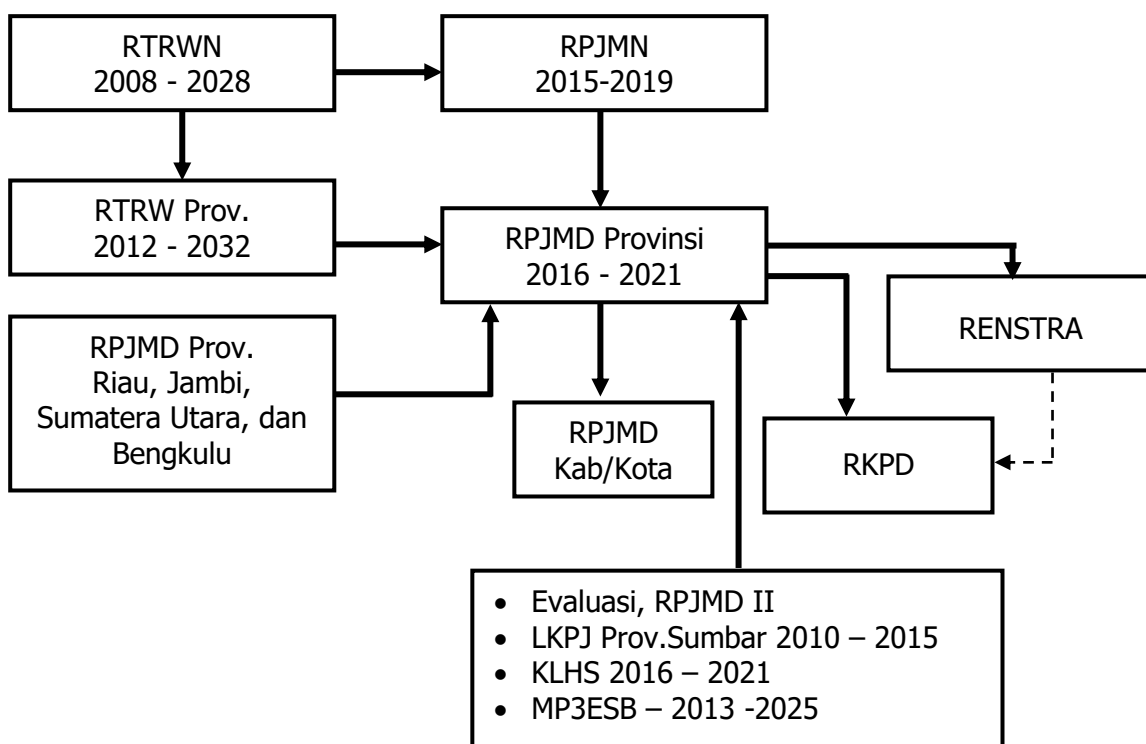 RTRWN
2008 - 2028
RPJMN
2015-2019
RTRW Prov.
2012 - 2032
RPJMD Provinsi
2016 - 2021
RENSTRA
RPJMD Prov.
Riau, Jambi,
Sumatera Utara, dan
Bengkulu
RPJMD
Kab/Kota
RKPD
• Evaluasi, RPJMD II
• LKPJ Prov.Sumbar 2010 – 2015
• KLHS 2016 – 2021
• MP3ESB – 2013 -2025